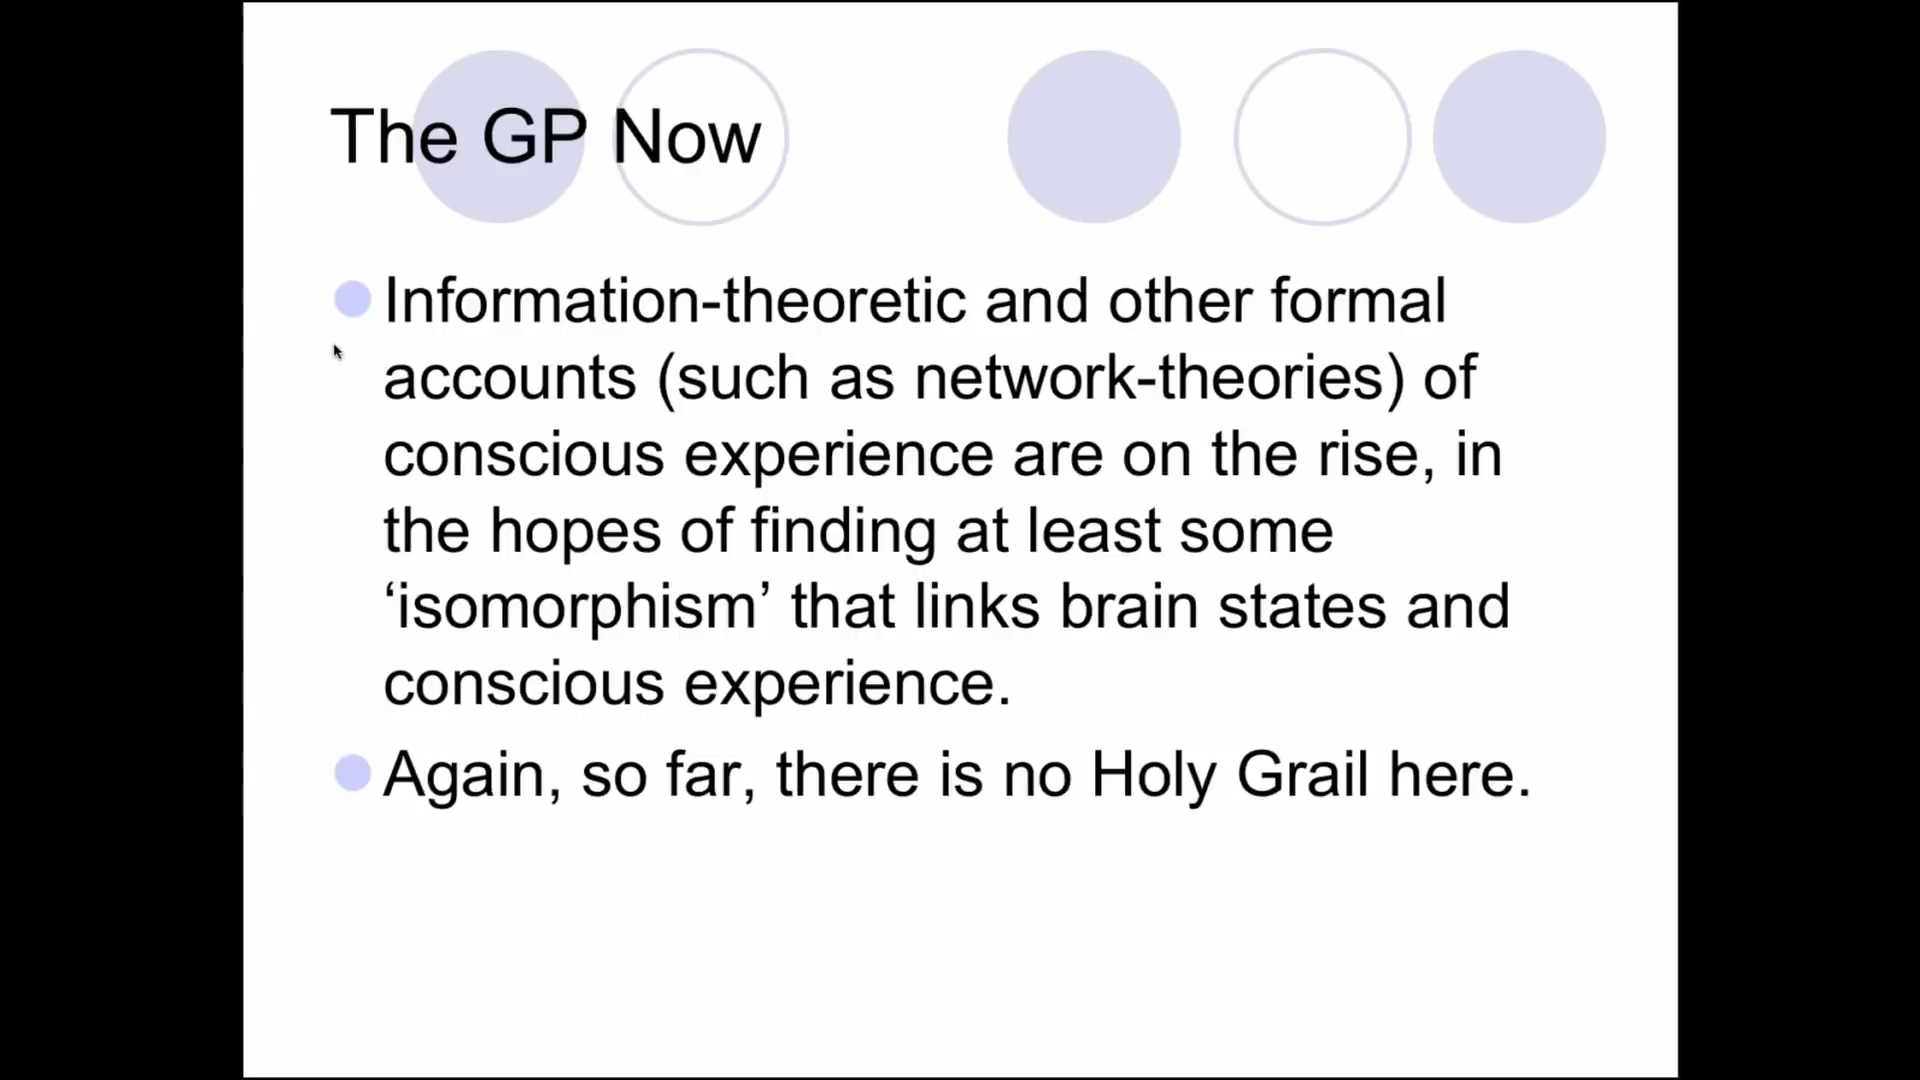 The GP Now
Information-theoretic and other formal
accounts (such as network-theories) of
conscious experience are on the rise, in
the hopes of finding at least some
‘isomorphism’ that links brain states and
conscious experience.
Again, so far, there is no Holy Grail here.